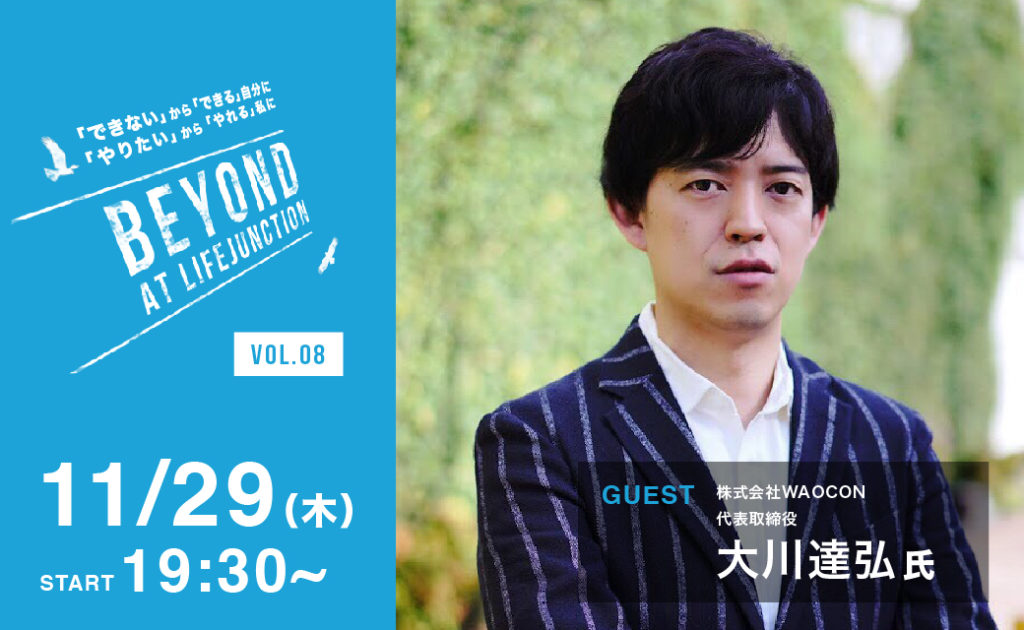 「できない」から「できる」自分に
「やりたい」から「やれる」私に
BEYOND
AT LIFEJUNCTION
VOL.08
11/29(木)
START 19:30~
GUEST 株式会社WAOCON
代表取締役
大川達弘 氏